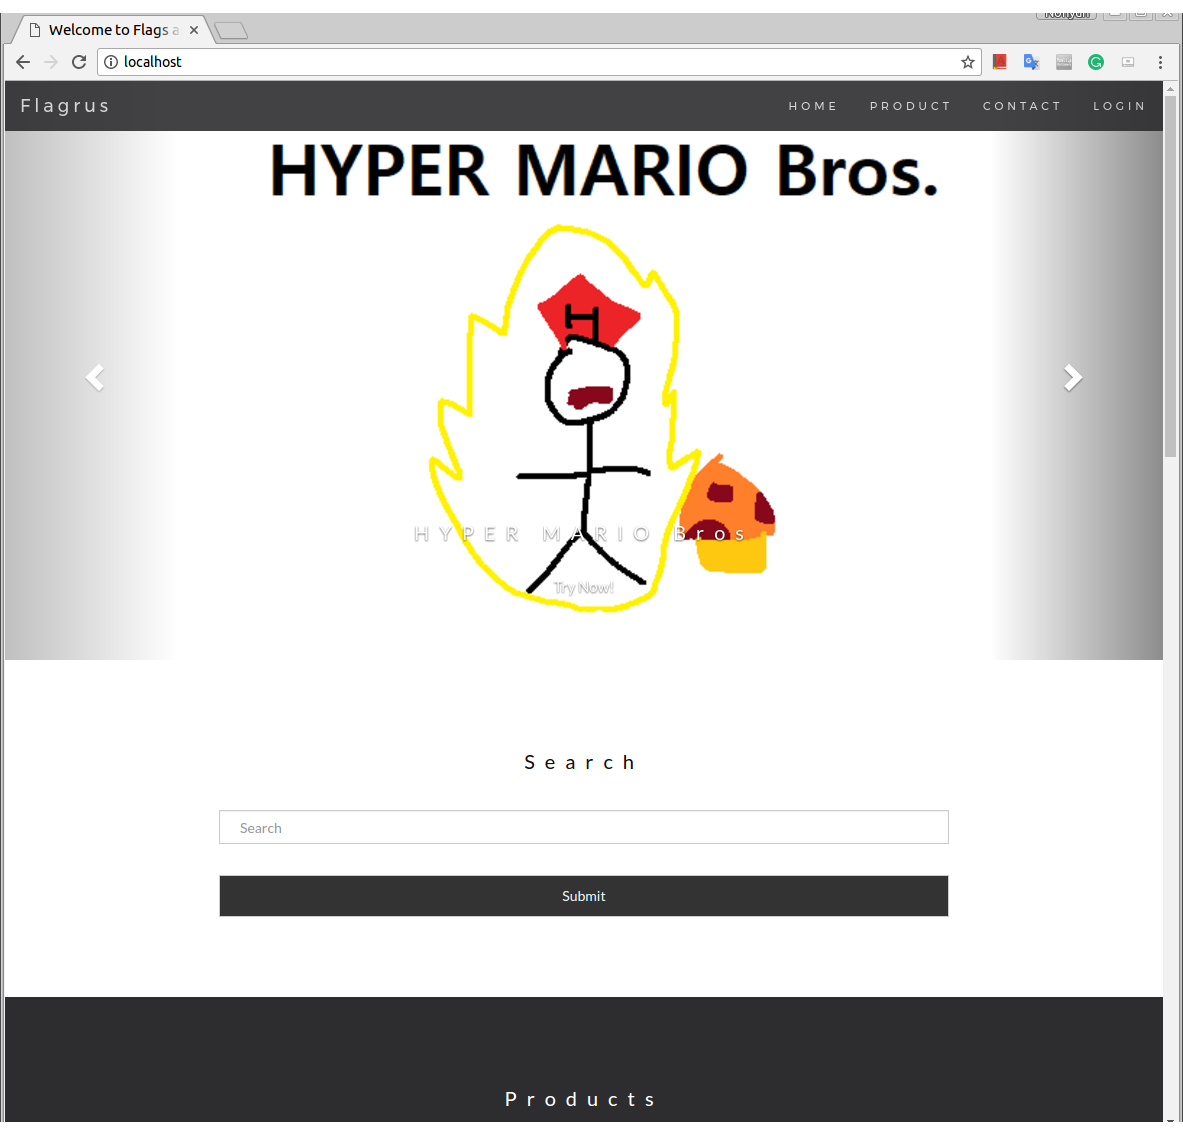 Welcome to Flags a
localhost
Flagrus
HOME PRODUCT CONTACT LOGIN
HYPER MARIO Bros.
H
HYPER MARIO Bros
Try Now!
Search
Search
Submit
Products